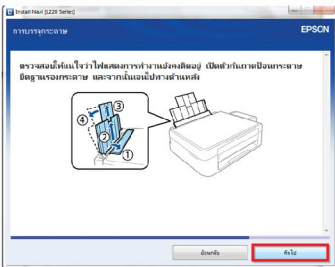 Install Navi [L220 Series]
การบรรจุกระดาษ
EPSON
ตรวจสอบให้แน่ใจว่าไฟแสดงการทำงานยังคงติดอยู่ เปิดตัวกันถาดป้อนกระดาษ
ยืดฐานรองกระดาษ และจากนั้นเอนไปทางด้านหลัง
③
④
②
①
ย้อนกลับ
ถัดไป